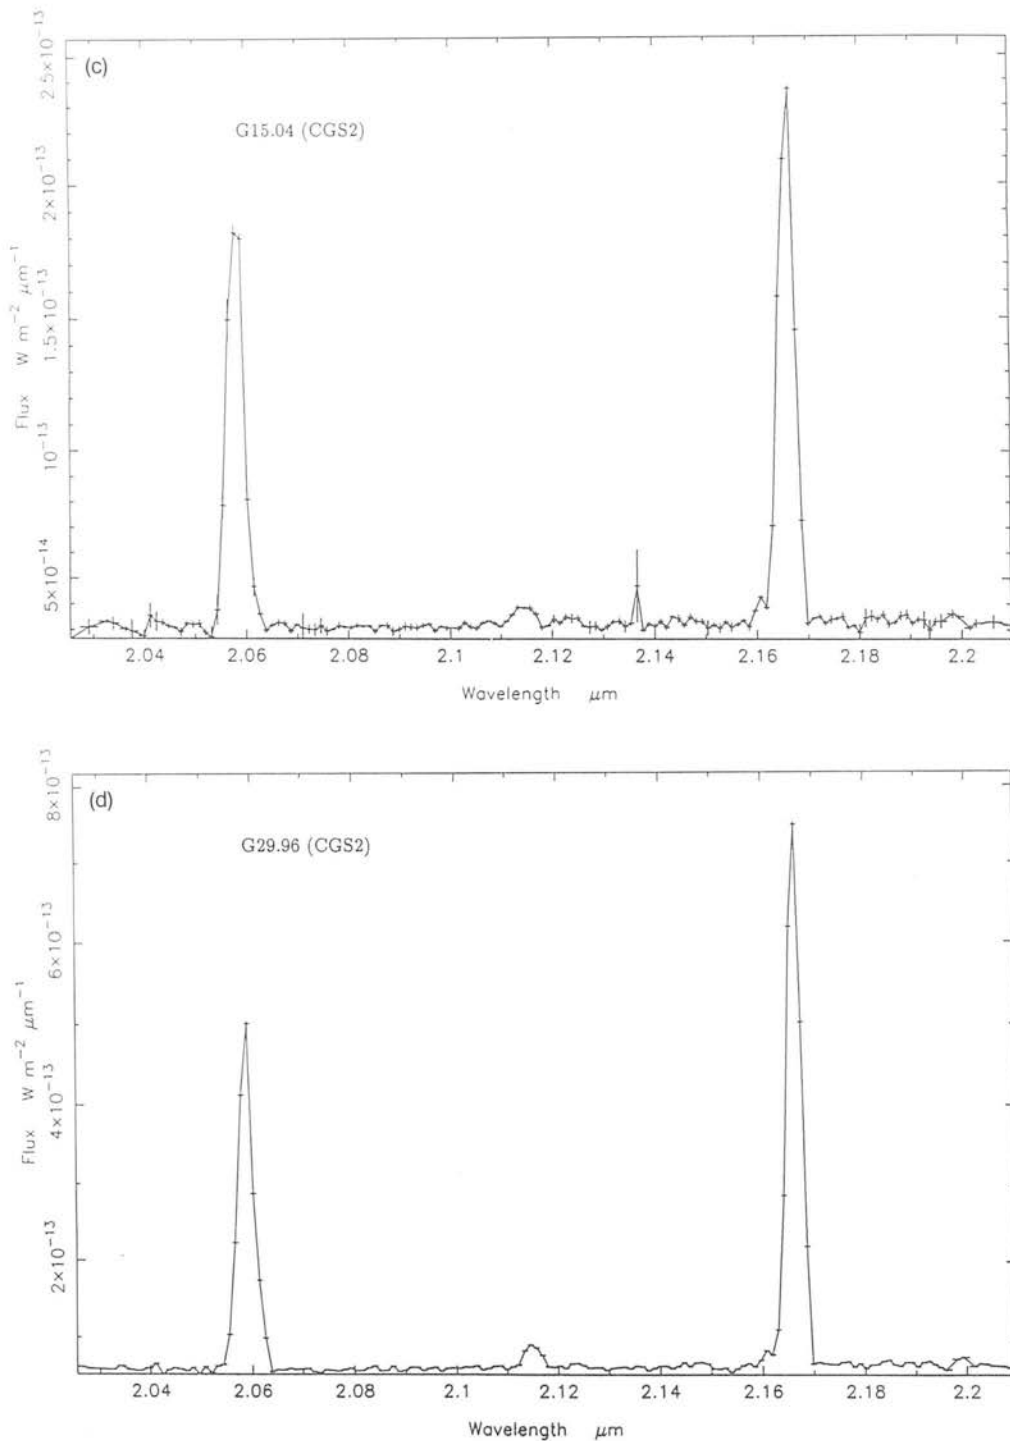 (c)
G15.04 (CGS2)
2.5×10⁻¹³
2×10⁻¹³
1.5×10⁻¹³
10⁻¹³
5×10⁻¹⁴
Flux W m⁻² μm⁻¹
2.04 2.06 2.08 2.1 2.12 2.14 2.16 2.18 2.2
Wavelength μm
(d)
G29.96 (CGS2)
8×10⁻¹³
6×10⁻¹³
4×10⁻¹³
2×10⁻¹³
Flux W m⁻² μm⁻¹
2.04 2.06 2.08 2.1 2.12 2.14 2.16 2.18 2.2
Wavelength μm